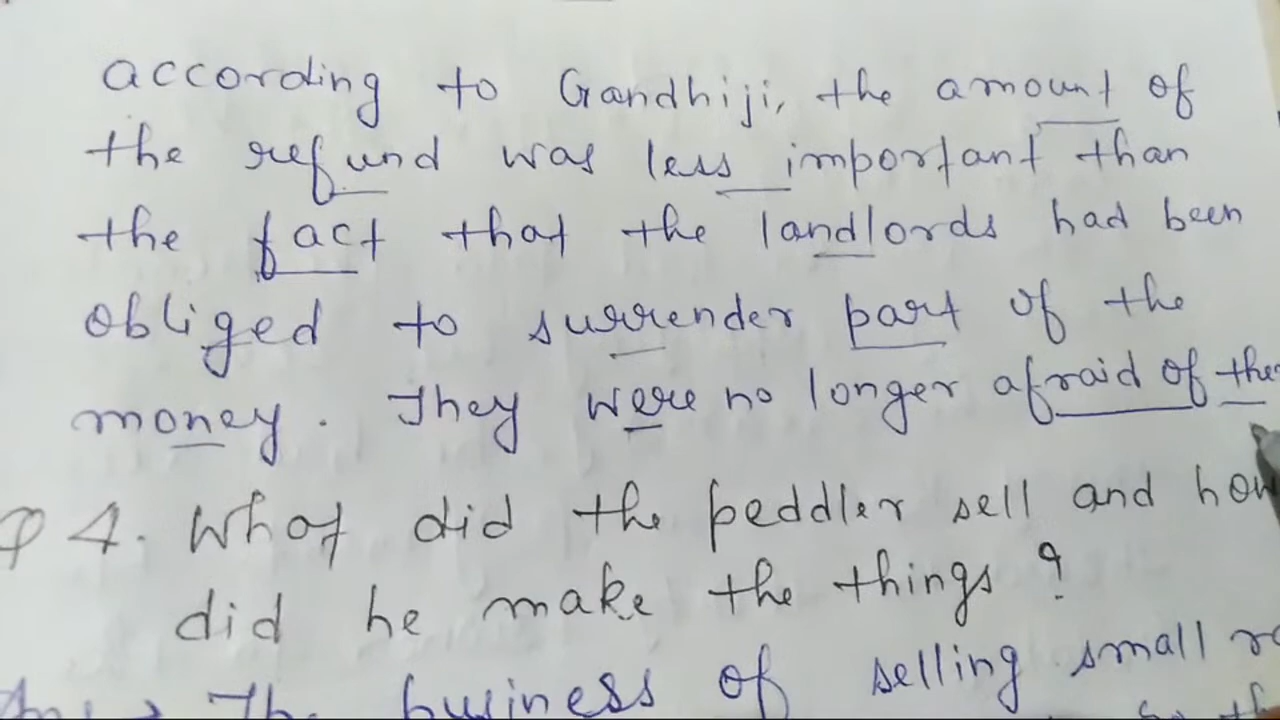 according to Gandhiji, the amount of
the refund was less important than
the fact that the landlords had been
obliged to surrender part of the
money. They were no longer afraid of
Q 4. What did the peddler sell and how
did he make the things?
The business of selling small